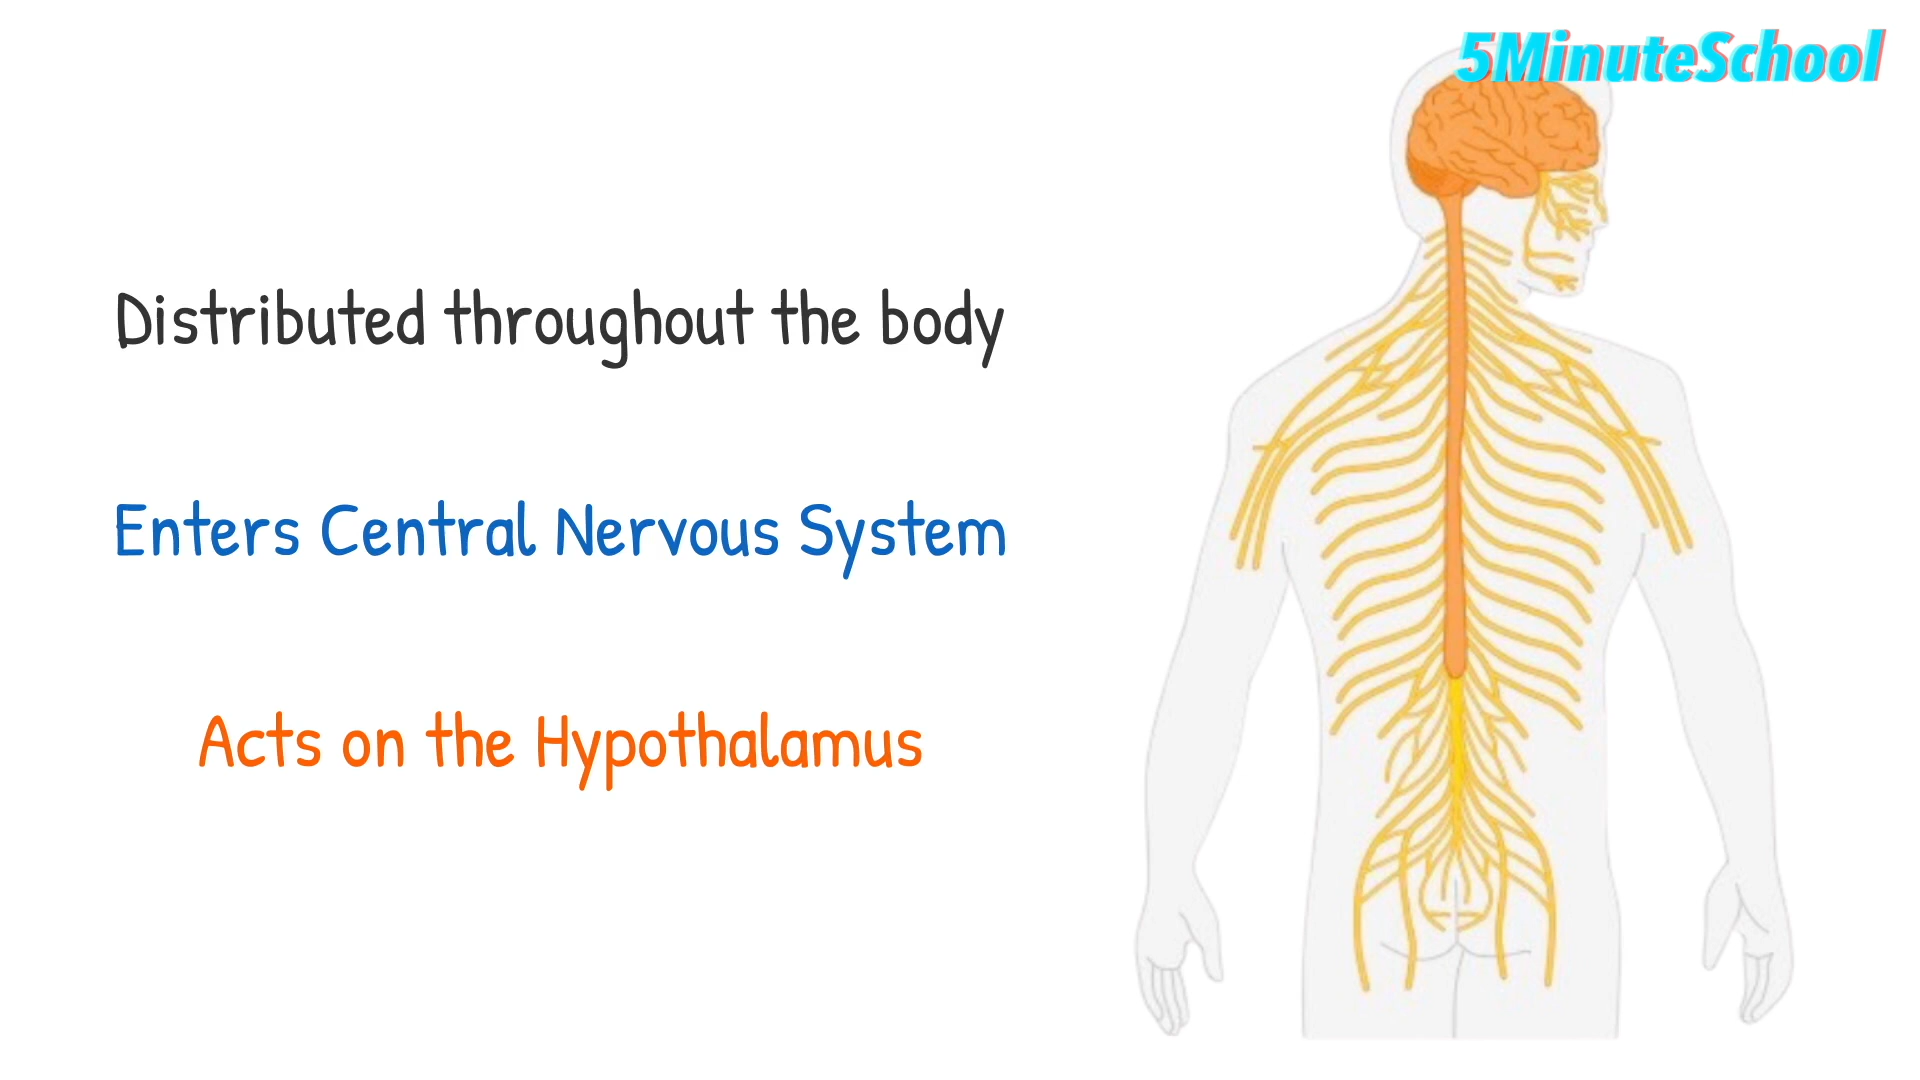 5MinuteSchool
Distributed throughout the body
Enters Central Nervous System
Acts on the Hypothalamus